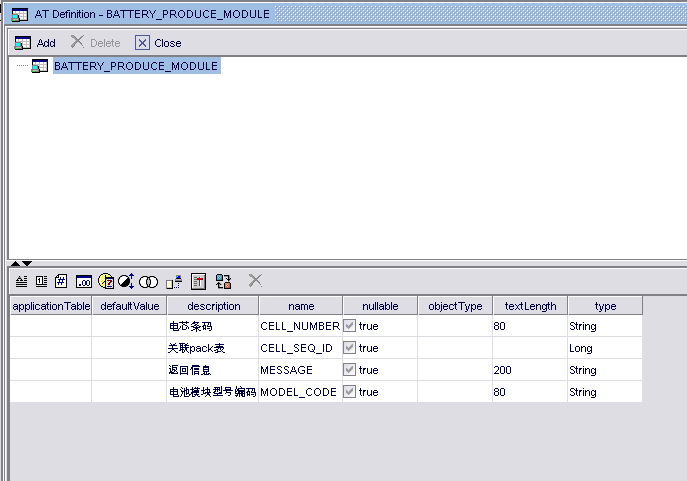 AT Definition - BATTERY_PRODUCE_MODULE
Add Delete Close
BATTERY_PRODUCE_MODULE
applicationTable defaultValue description name nullable objectType textLength type
电芯条码 CELL_NUMBER true 80 String
关联pack表 CELL_SEQ_ID true Long
返回信息 MESSAGE true 200 String
电池模块型号编码 MODEL_CODE true 80 String